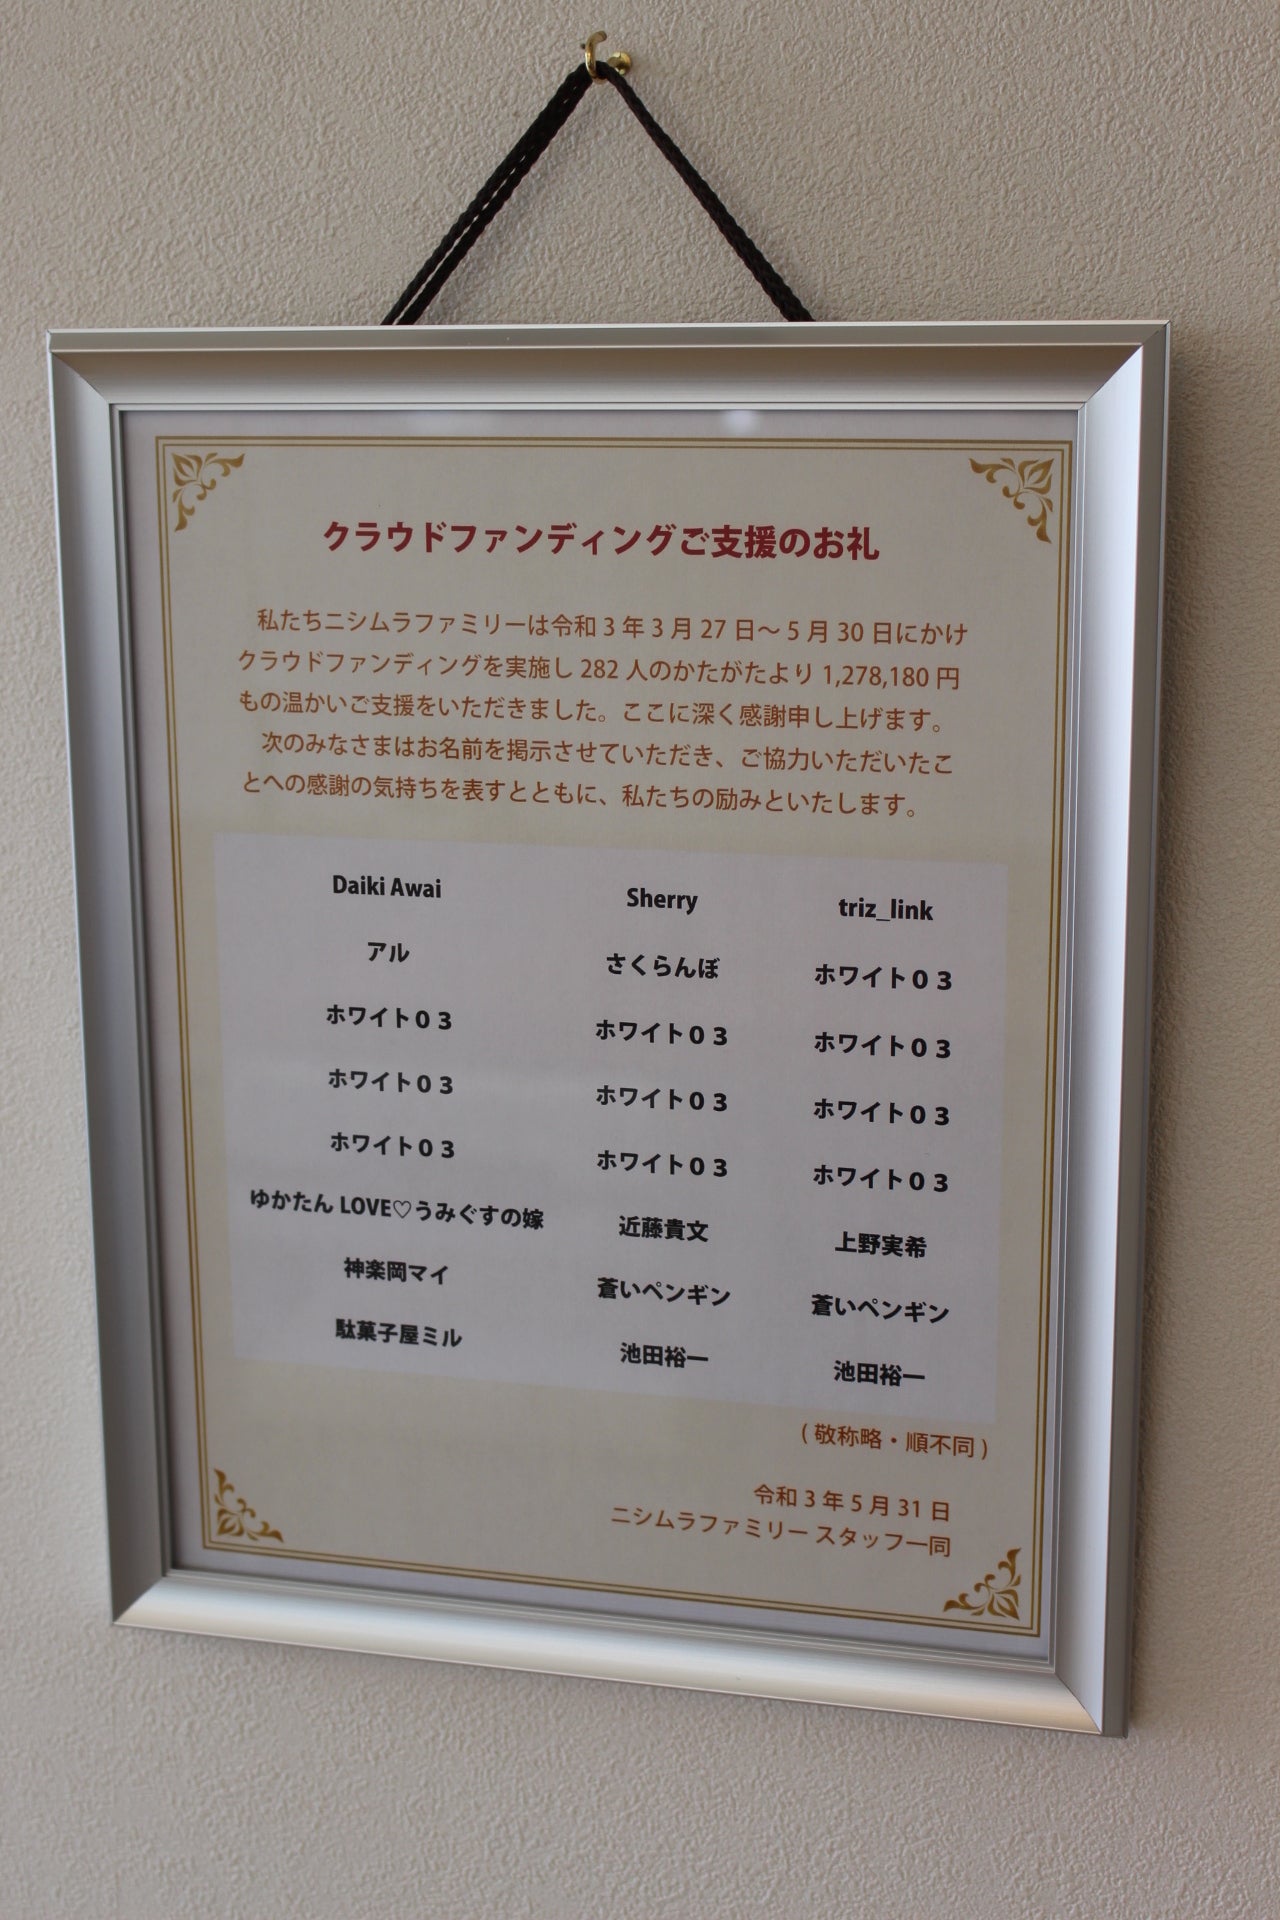 クラウドファンディングご支援のお礼
私たちニシムラファミリーは令和3年3月27日～5月30日にかけ
クラウドファンディングを実施し282人のかたがたより1,278,180円
もの温かいご支援をいただきました。ここに深く感謝申し上げます。
次のみなさまはお名前を掲示させていただき、ご協力いただいたこ
とへの感謝の気持ちを表すとともに、私たちの励みといたします。
Daiki Awai Sherry triz_link
アル さくらんぼ ホワイト０３
ホワイト０３ ホワイト０３ ホワイト０３
ホワイト０３ ホワイト０３ ホワイト０３
ホワイト０３ ホワイト０３ ホワイト０３
ゆかたんLOVE♡うみぐすの嫁 近藤貴文 上野実希
神楽岡マイ 蒼いペンギン 蒼いペンギン
駄菓子屋ミル 池田裕一 池田裕一
(敬称略・順不同)
令和3年5月31日
ニシムラファミリー スタッフ一同